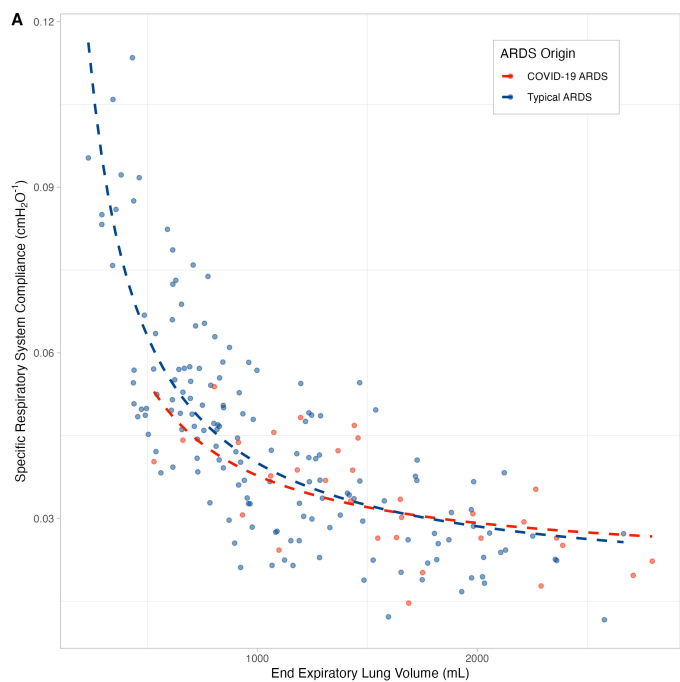 A
0.12
0.09
0.06
0.03
Specific Respiratory System Compliance (cmH₂O⁻¹)
ARDS Origin
COVID-19 ARDS
Typical ARDS
1000
2000
End Expiratory Lung Volume (mL)